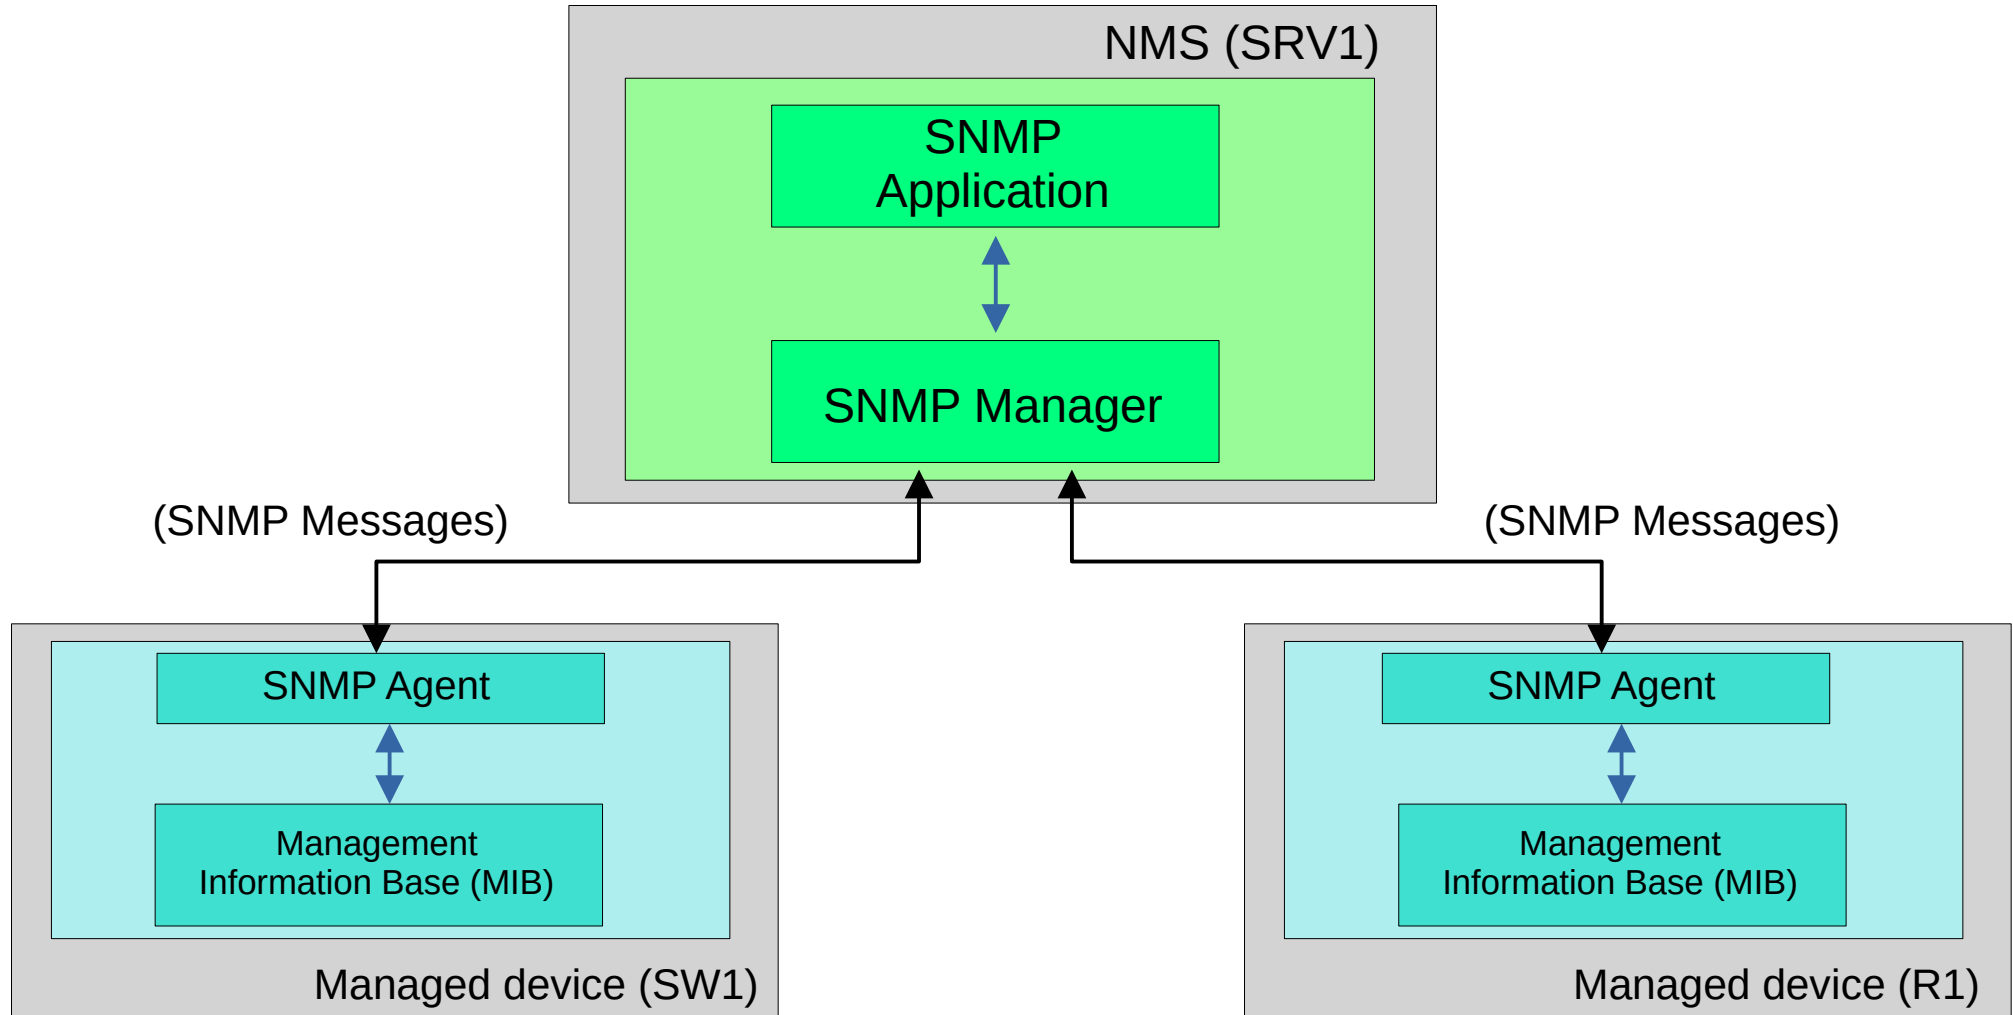 NMS (SRV1)
SNMP
Application
SNMP Manager
(SNMP Messages)
(SNMP Messages)
SNMP Agent
Management
Information Base (MIB)
Managed device (SW1)
SNMP Agent
Management
Information Base (MIB)
Managed device (R1)